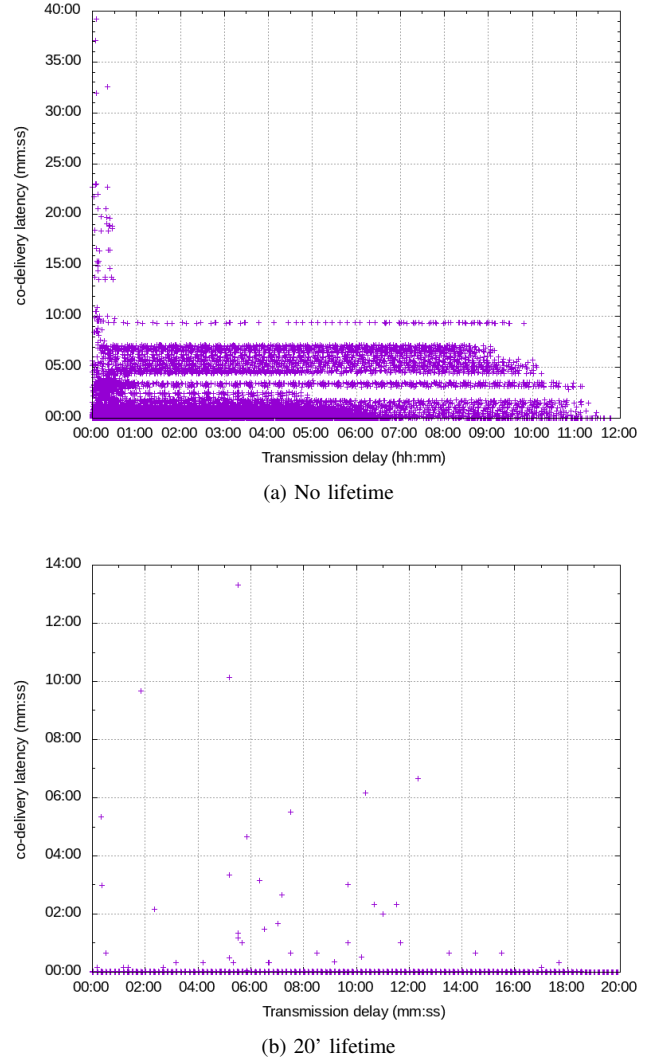 40:00
35:00
30:00
25:00
20:00
15:00
10:00
05:00
00:00
co-delivery latency (mm:ss)
00:00 01:00 02:00 03:00 04:00 05:00 06:00 07:00 08:00 09:00 10:00 11:00 12:00
Transmission delay (hh:mm)
(a) No lifetime
14:00
12:00
10:00
08:00
06:00
04:00
02:00
00:00
co-delivery latency (mm:ss)
00:00 02:00 04:00 06:00 08:00 10:00 12:00 14:00 16:00 18:00 20:00
Transmission delay (mm:ss)
(b) 20' lifetime